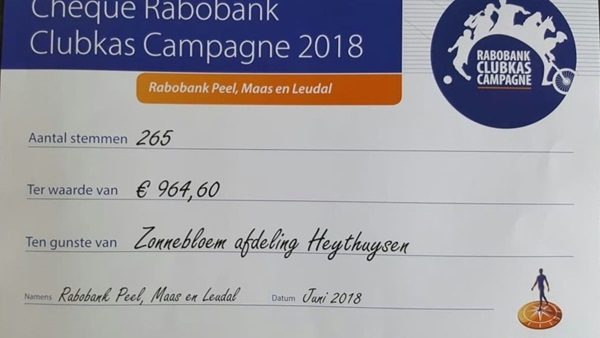 Cheque Rabobank
Clubkas Campagne 2018
RABOBANK
CLUBKAS
CAMPAGNE
Rabobank Peel, Maas en Leudal
Aantal stemmen 265
Ter waarde van € 964,60
Ten gunste van Zonnebloem afdeling Heythuysen
Namens Rabobank Peel, Maas en Leudal Datum Juni 2018